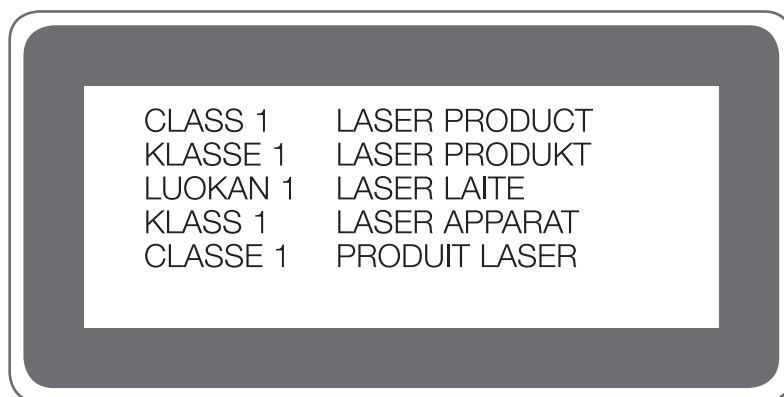 CLASS 1 LASER PRODUCT
KLASSE 1 LASER PRODUKT
LUOKAN 1 LASER LAITE
KLASS 1 LASER APPARAT
CLASSE 1 PRODUIT LASER